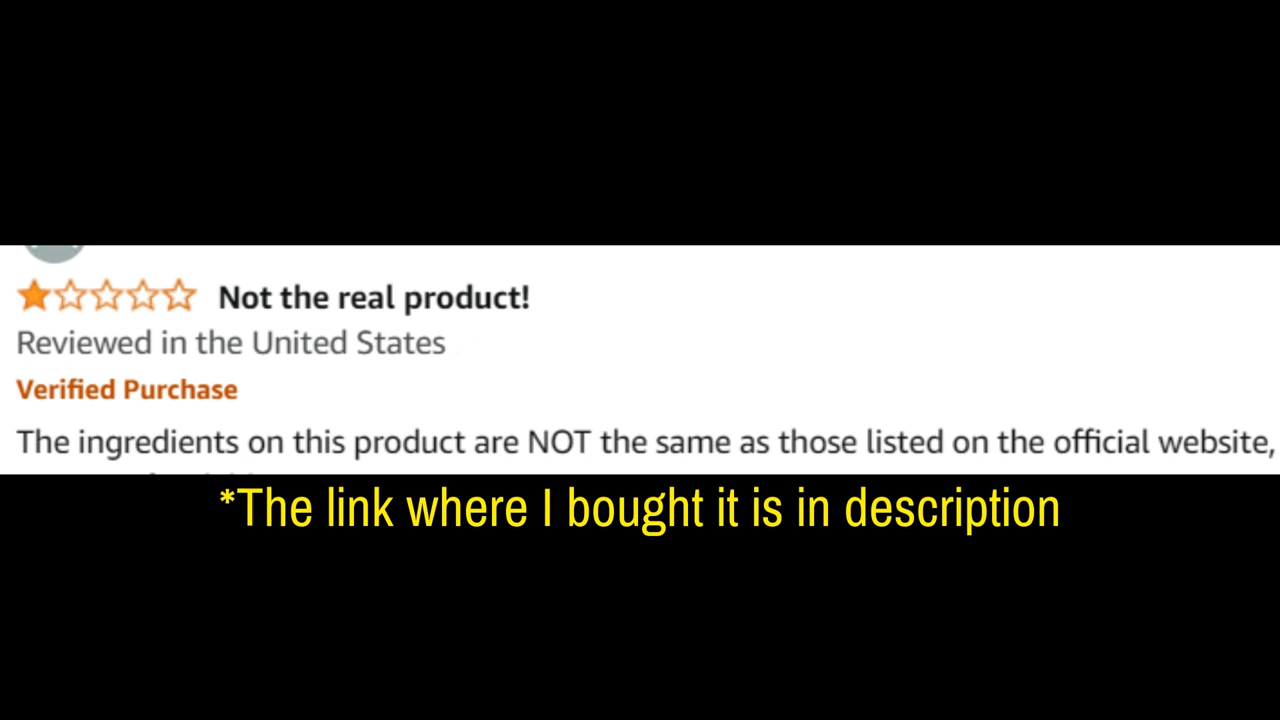 Not the real product!
Reviewed in the United States
Verified Purchase
The ingredients on this product are NOT the same as those listed on the official website,
*The link where I bought it is in description